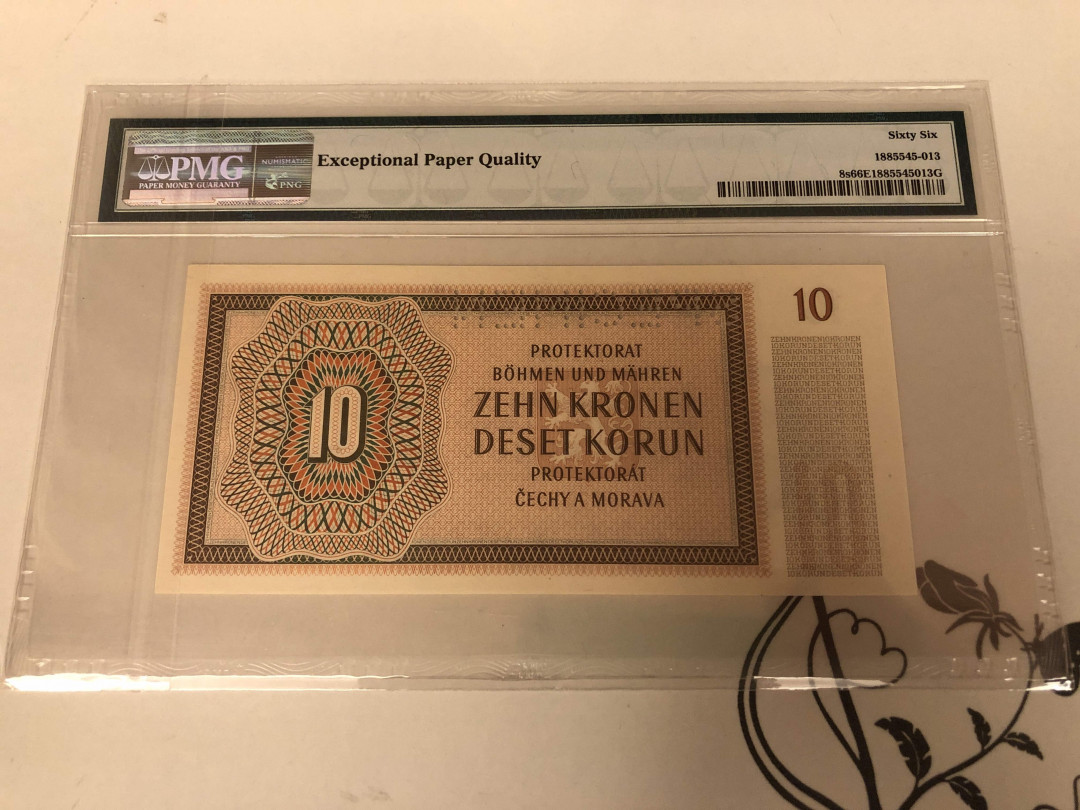 PMG
PAPER MONEY GUARANTY
NUMISMATIC
PNG
Exceptional Paper Quality
Sixty Six
1885545-013
8s66E1885545013G
10
10
PROTEKTORAT
BÖHMEN UND MÄHREN
ZEHN KRONEN
DESET KORUN
PROTEKTORÁT
ČECHY A MORAVA